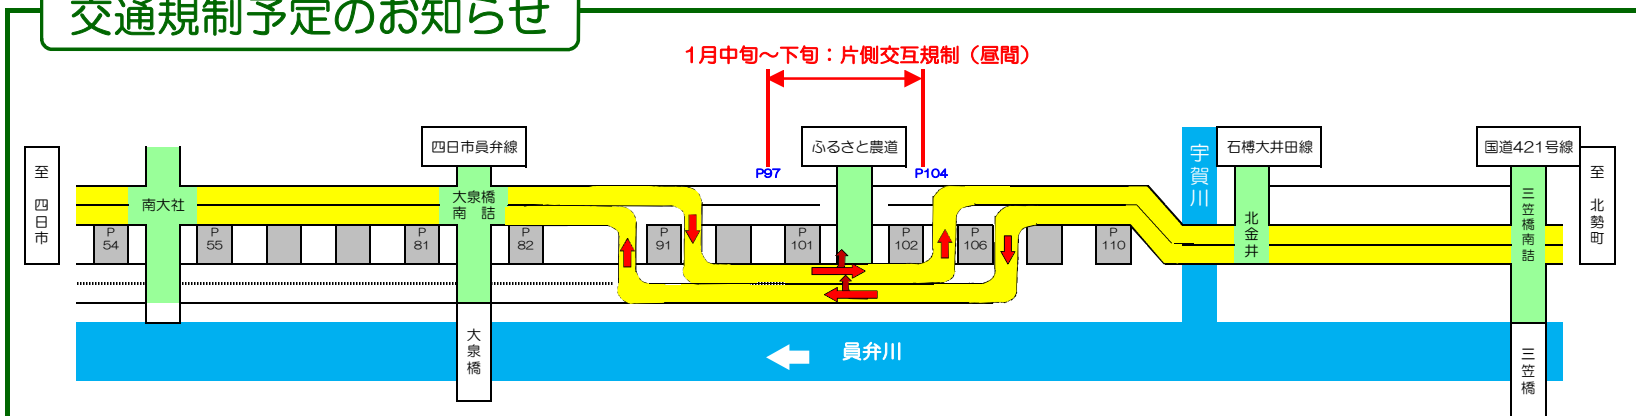 交通規制予定のお知らせ
1月中旬～下旬：片側交互規制（昼間）
P97
P104
至 四日市
南大社
四日市員弁線
大泉橋
南 詰
大泉橋
ふるさと農道
宇賀川
石榑大井田線
北金井
国道421号線
三笠橋南詰
三笠橋
至 北勢町
P
54
P
55
P
81
P
82
P
91
P
101
P
102
P
106
P
110
員弁川